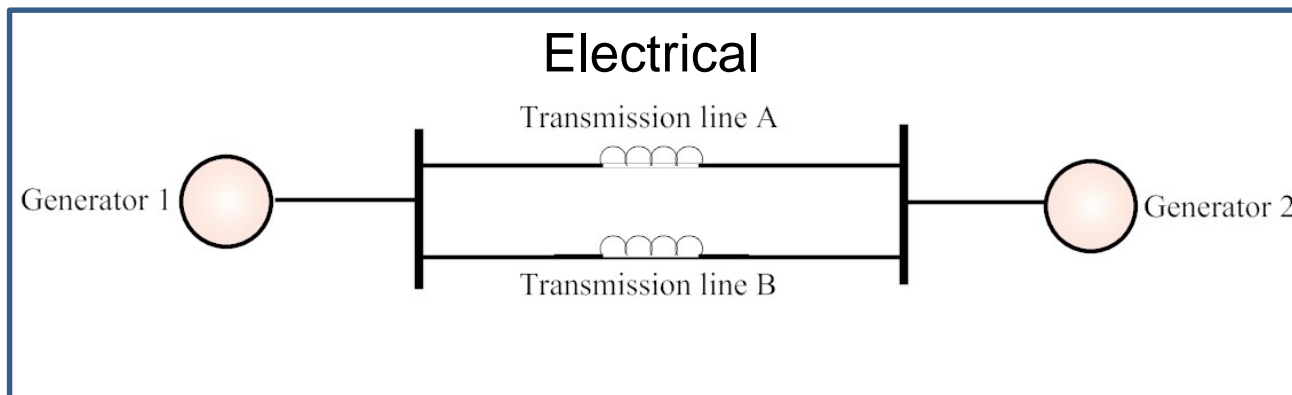 Electrical
Transmission line A
Generator 1
Generator 2
Transmission line B